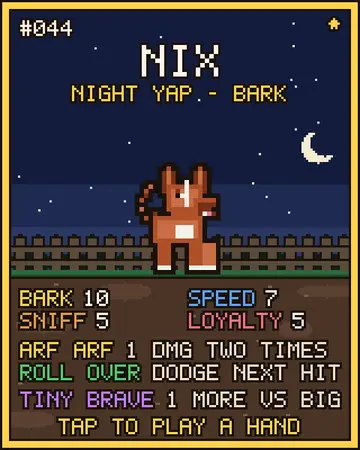 #044
NIX
NIGHT YAP - BARK
BARK 10 SPEED 7
SNIFF 5 LOYALTY 5
ARF ARF 1 DMG TWO TIMES
ROLL OVER DODGE NEXT HIT
TINY BRAVE 1 MORE VS BIG
TAP TO PLAY A HAND